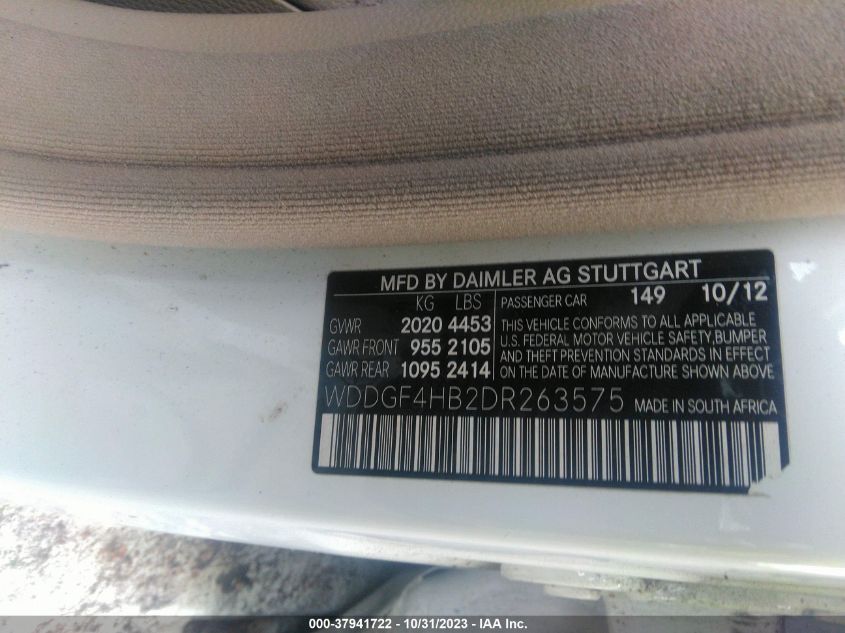 MFD BY DAIMLER AG STUTTGART
KG LBS
GVWR 2020 4453
GAWR FRONT 955 2105
GAWR REAR 1095 2414
PASSENGER CAR 149 10/12
THIS VEHICLE CONFORMS TO ALL APPLICABLE
U.S. FEDERAL MOTOR VEHICLE SAFETY,BUMPER
AND THEFT PREVENTION STANDARDS IN EFFECT
ON THE DATE OF MANUFACTURE SHOWN ABOVE.
WDDGF4HB2DR263575 MADE IN SOUTH AFRICA
000-37941722 - 10/31/2023 - IAA Inc.